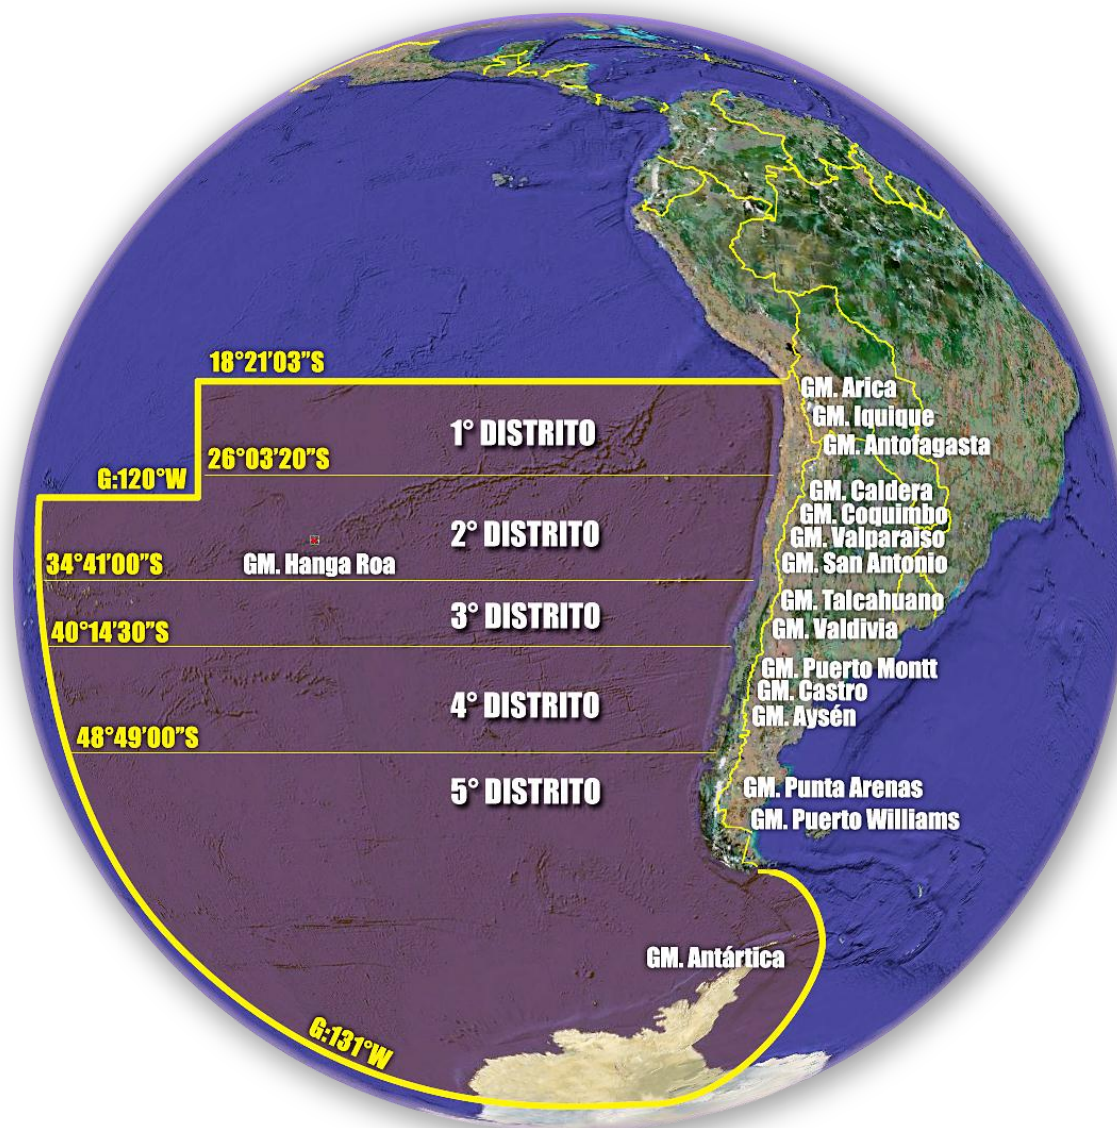 18°21'03"S
GM. Arica
GM. Iquique
1° DISTRITO
GM. Antofagasta
26°03'20"S
G:120°W
GM. Caldera
GM. Coquimbo
2° DISTRITO
GM. Valparaiso
34°41'00"S
GM. Hanga Roa
GM. San Antonio
GM. Talcahuano
3° DISTRITO
40°14'30"S
GM. Valdivia
GM. Puerto Montt
GM. Castro
4° DISTRITO
GM. Aysén
48°49'00"S
5° DISTRITO
GM. Punta Arenas
GM. Puerto Williams
GM. Antártica
G:131°W